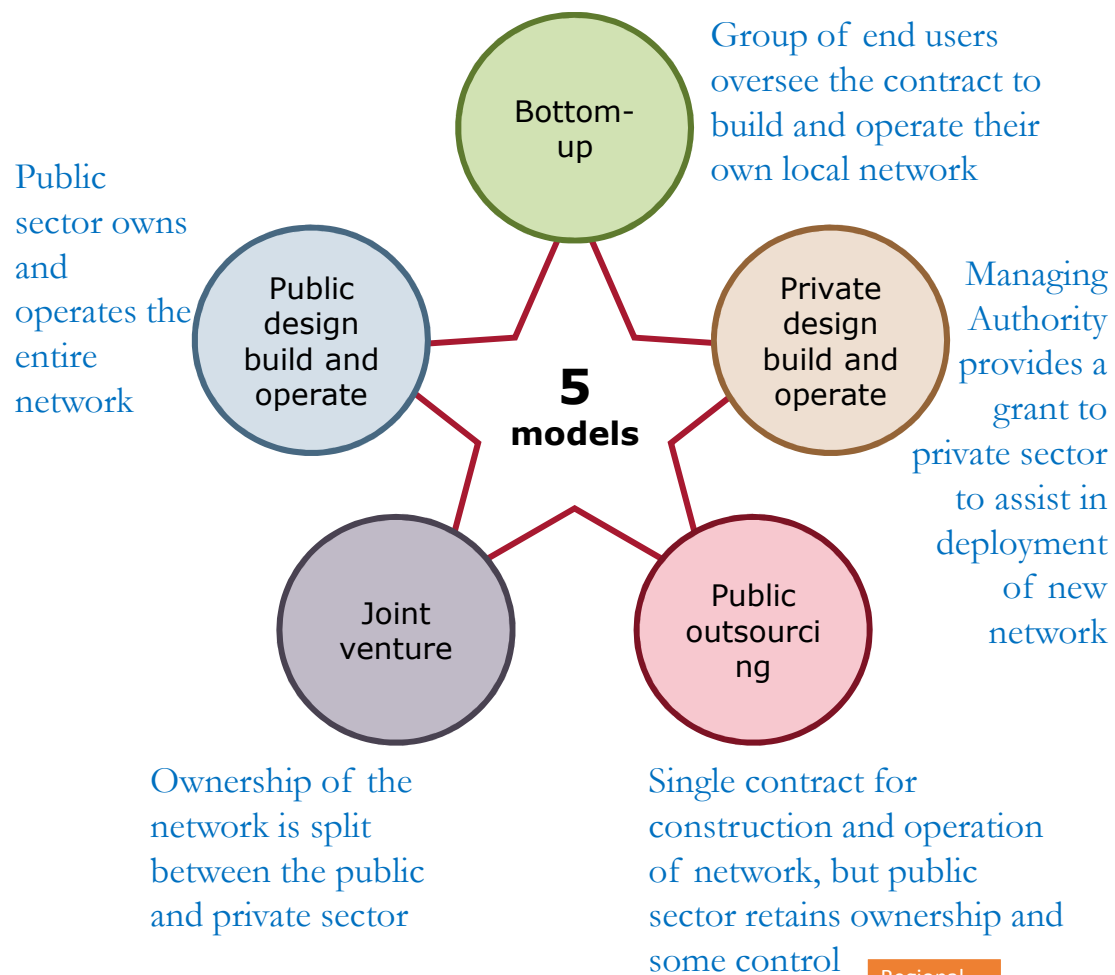 Bottom-
up
Group of end users
oversee the contract to
build and operate their
own local network
Public
sector owns
and
operates the
entire
network
Public
design
build and
operate
5
models
Private
design
build and
operate
Managing
Authority
provides a
grant to
private sector
to assist in
deployment
of new
network
Joint
venture
Public
outsourci
ng
Ownership of the
network is split
between the public
and private sector
Single contract for
construction and operation
of network, but public
sector retains ownership and
some control
Regional